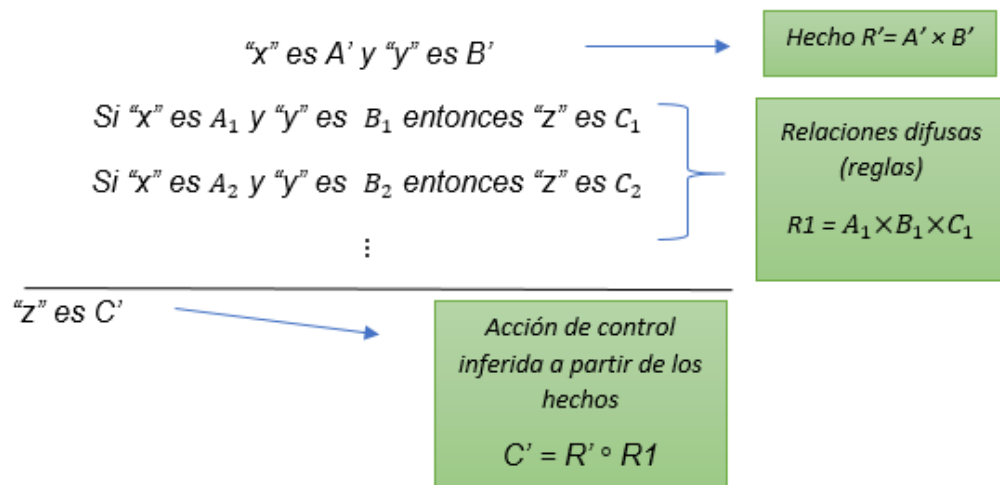 “x” es A’ y “y” es B’
Hecho R’= A’ × B’
Si “x” es A₁ y “y” es B₁ entonces “z” es C₁
Si “x” es A₂ y “y” es B₂ entonces “z” es C₂
⋮
Relaciones difusas
(reglas)
R1 = A₁×B₁×C₁
“z” es C’
Acción de control
inferida a partir de los
hechos
C’ = R’ ∘ R1